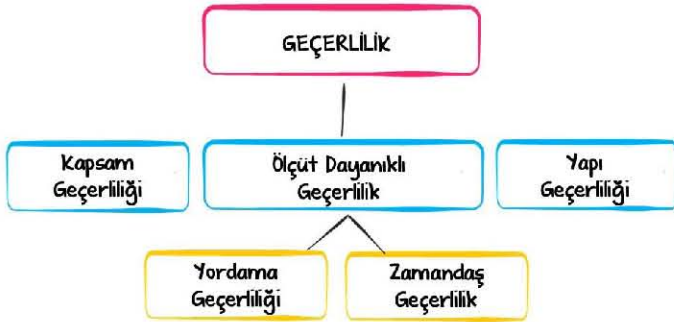 GEÇERLİLİK
Kapsam
Geçerliliği
Ölçüt Dayanıklı
Geçerlilik
Yapı
Geçerliliği
Yordama
Geçerliliği
Zamandaş
Geçerlilik